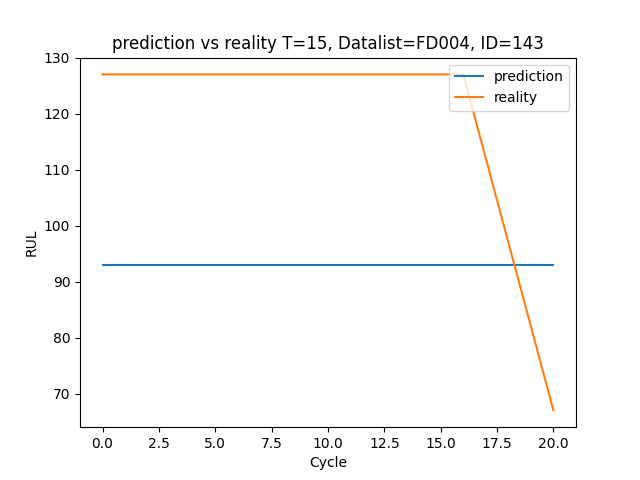 prediction vs reality T=15, Datalist=FD004, ID=143
130
120
110
100
90
80
70
RUL
prediction
reality
0.0 2.5 5.0 7.5 10.0 12.5 15.0 17.5 20.0
Cycle